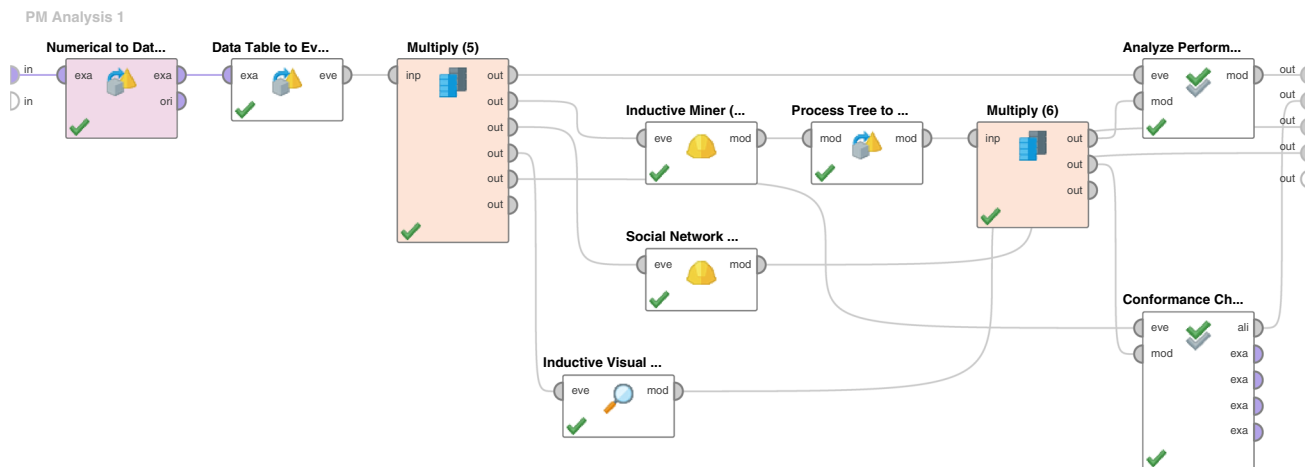 PM Analysis 1
in
in
Numerical to Dat...
exa
exa
ori
Data Table to Ev...
exa
eve
Multiply (5)
inp
out
out
out
out
out
out
Inductive Miner (...
eve
mod
Process Tree to ...
mod
mod
Multiply (6)
inp
out
out
out
Social Network ...
eve
mod
Inductive Visual ...
eve
mod
Analyze Perform...
eve
mod
mod
Conformance Ch...
eve
ali
mod
exa
exa
exa
exa
out
out
out
out
out